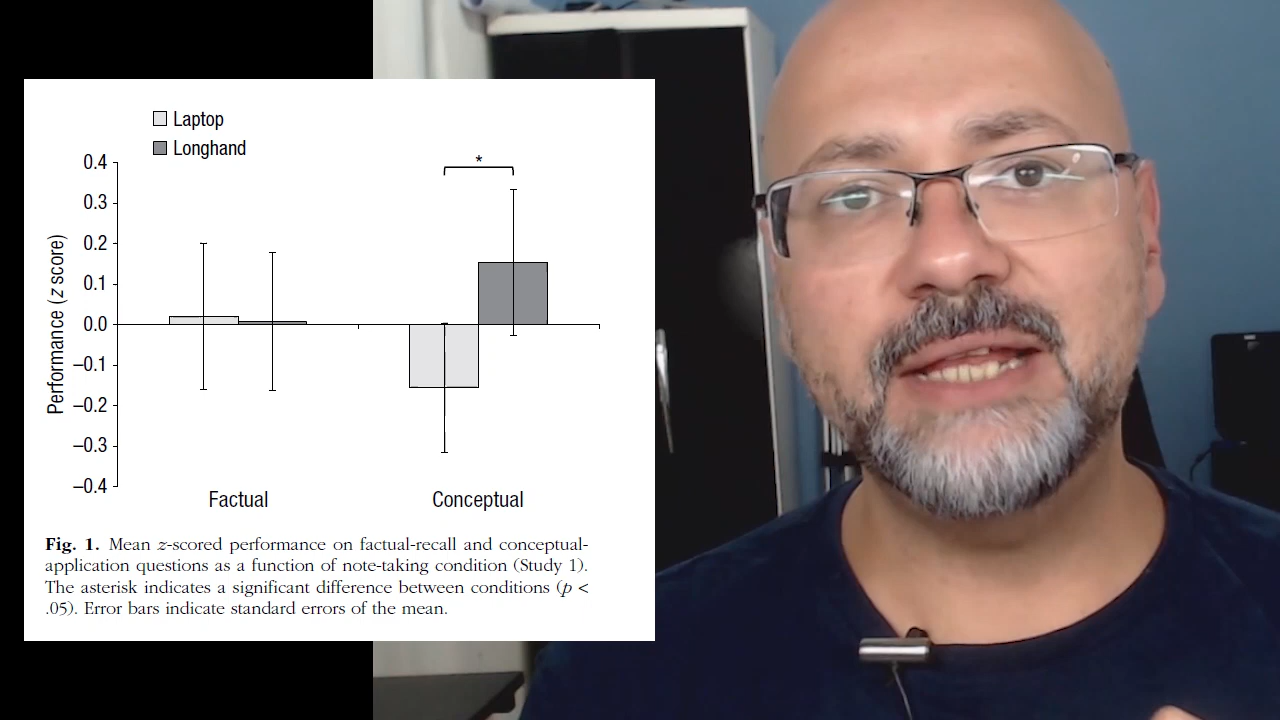 Laptop
Longhand
*
0.4
0.3
0.2
0.1
0.0
–0.1
–0.2
–0.3
–0.4
Performance (z score)
Factual
Conceptual
Fig. 1. Mean z-scored performance on factual-recall and conceptual-
application questions as a function of note-taking condition (Study 1).
The asterisk indicates a significant difference between conditions (p <
.05). Error bars indicate standard errors of the mean.